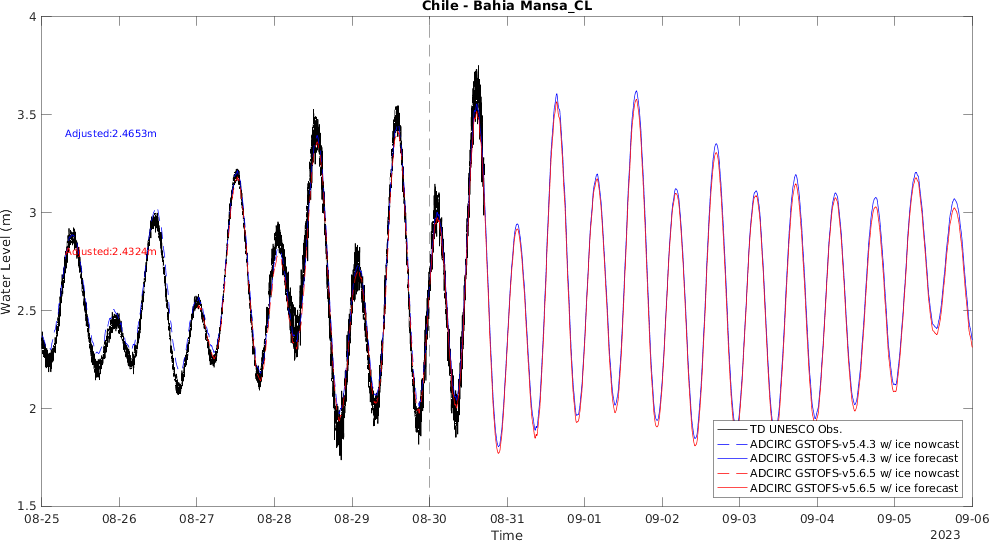 Chile - Bahia Mansa_CL
4
3.5
3
2.5
2
1.5
Water Level (m)
Adjusted:2.4653m
Adjusted:2.4324m
TD UNESCO Obs.
ADCIRC GSTOFS-v5.4.3 w/ ice nowcast
ADCIRC GSTOFS-v5.4.3 w/ ice forecast
ADCIRC GSTOFS-v5.6.5 w/ ice nowcast
ADCIRC GSTOFS-v5.6.5 w/ ice forecast
08-25 08-26 08-27 08-28 08-29 08-30 08-31 09-01 09-02 09-03 09-04 09-05 09-06
Time
2023